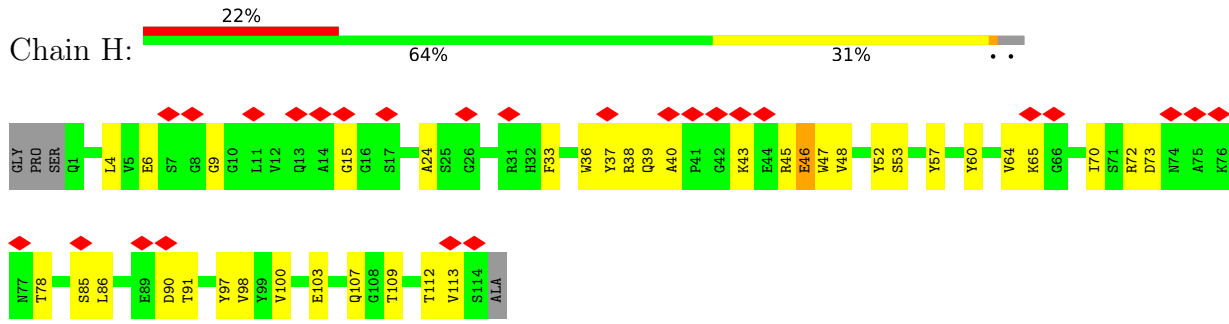 22%
Chain H:
64% 31% • •
GLY PRO SER Q1 L4 V5 E6 S7 G8 G9 G10 L11 V12 Q13 A14 G15 G16 S17 A24 S25 G26 R31 H32 F33 W36 Y37 R38 Q39 A40 P41 G42 K43 E44 R45 E46 W47 V48 Y52 S53 Y57 Y60 V64 K65 G66 I70 S71 R72 D73 N74 A75 K76
N77 T78 S85 L86 E89 D90 T91 Y97 V98 Y99 V100 E103 Q107 G108 T109 T112 V113 S114 ALA